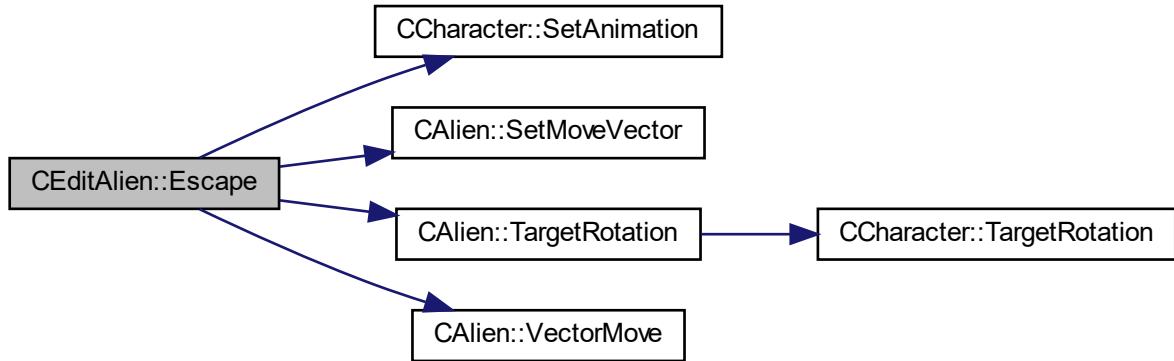 CCharacter::SetAnimation
CAlien::SetMoveVector
CEditAlien::Escape
CAlien::TargetRotation
CCharacter::TargetRotation
CAlien::VectorMove